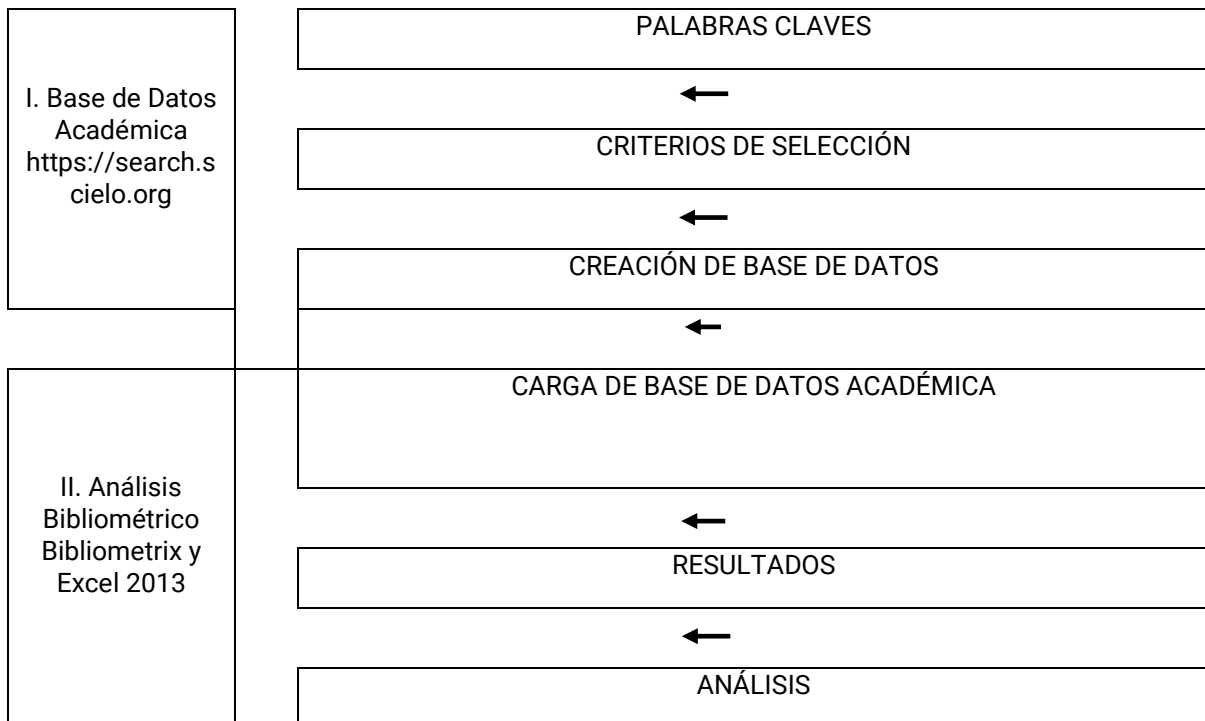 PALABRAS CLAVES
I. Base de Datos
Académica
https://search.s
cielo.org
CRITERIOS DE SELECCIÓN
CREACIÓN DE BASE DE DATOS
CARGA DE BASE DE DATOS ACADÉMICA
II. Análisis
Bibliométrico
Bibliometrix y
Excel 2013
RESULTADOS
ANÁLISIS